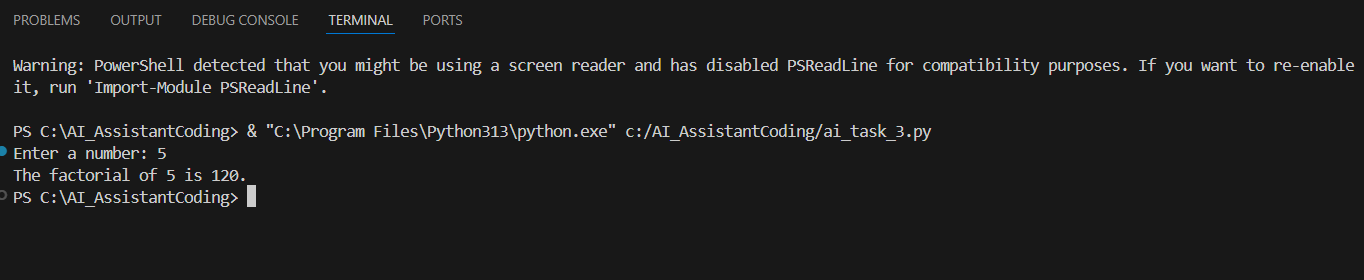 PROBLEMS OUTPUT DEBUG CONSOLE TERMINAL PORTS
Warning: PowerShell detected that you might be using a screen reader and has disabled PSReadLine for compatibility purposes. If you want to re-enable
it, run 'Import-Module PSReadLine'.
PS C:\AI_AssistantCoding> & "C:\Program Files\Python313\python.exe" c:/AI_AssistantCoding/ai_task_3.py
Enter a number: 5
The factorial of 5 is 120.
PS C:\AI_AssistantCoding>